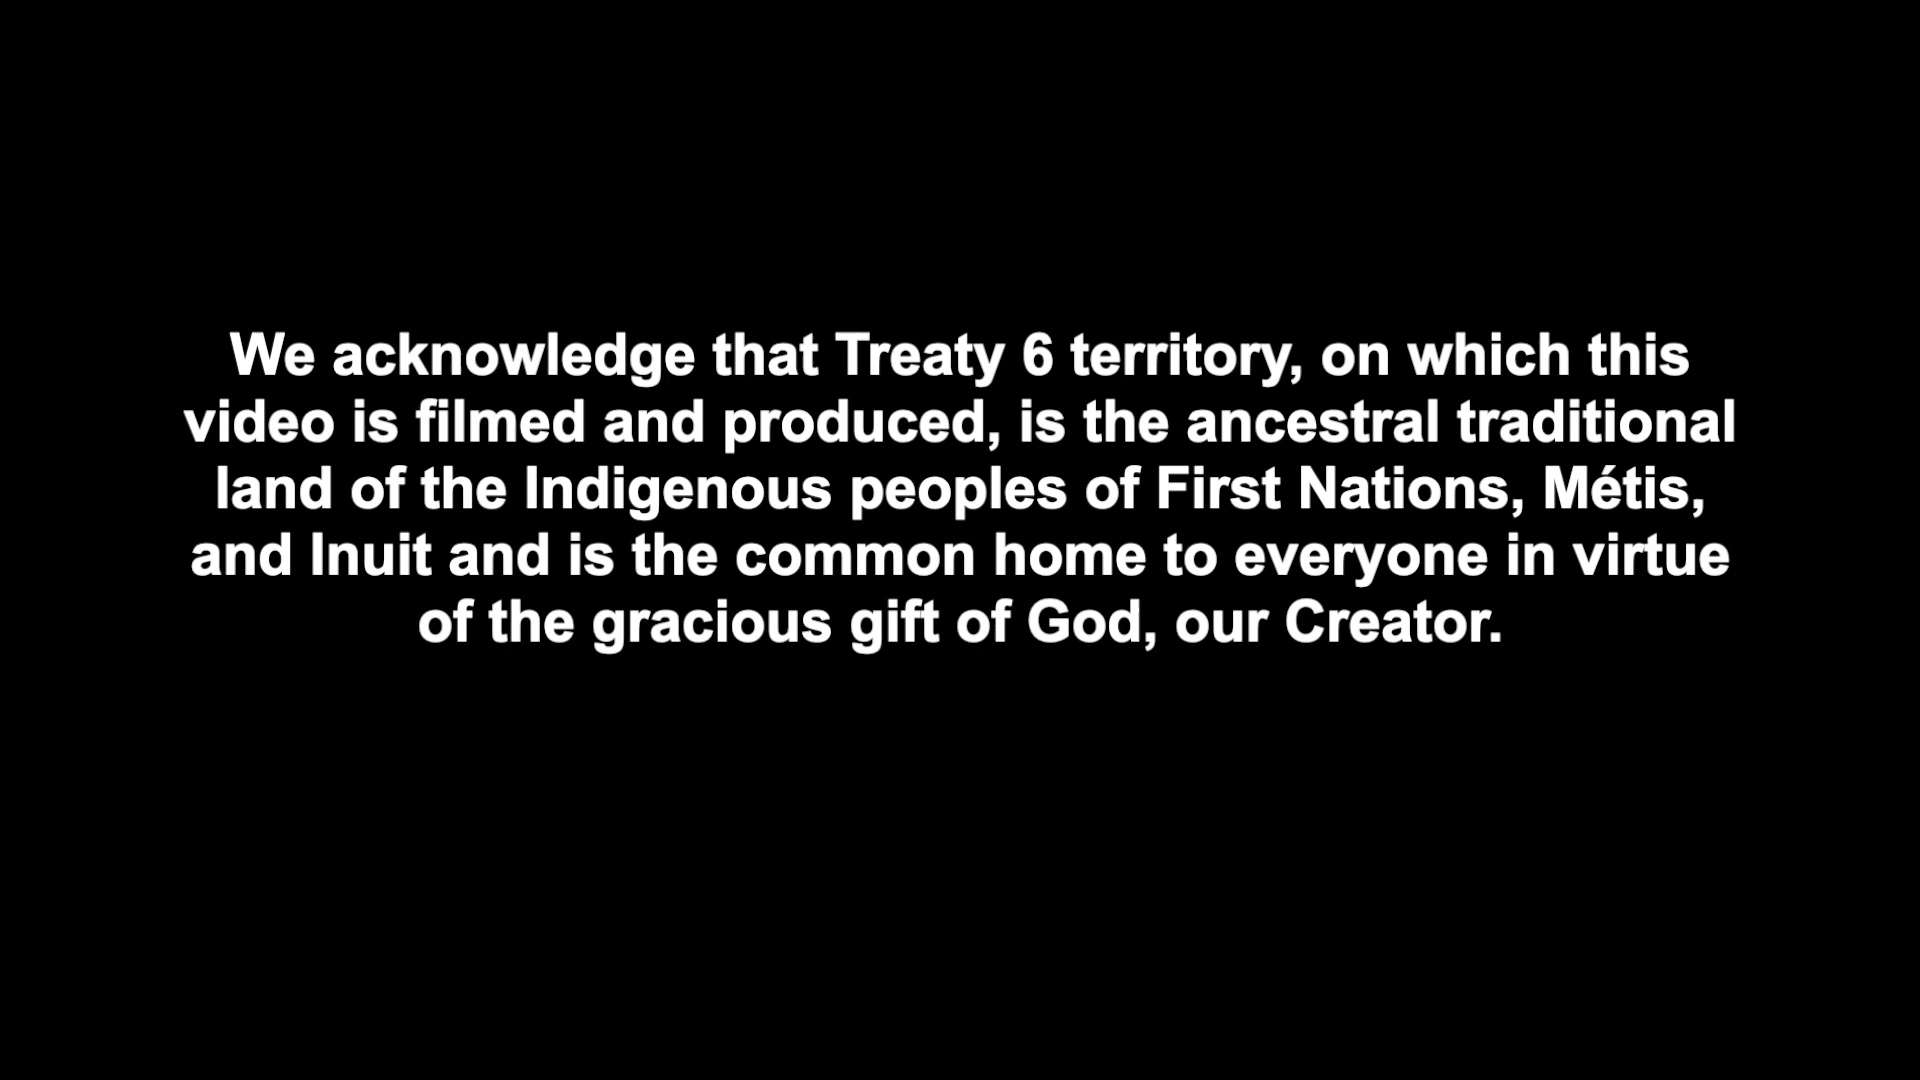 We acknowledge that Treaty 6 territory, on which this
video is filmed and produced, is the ancestral traditional
land of the Indigenous peoples of First Nations, Métis,
and Inuit and is the common home to everyone in virtue
of the gracious gift of God, our Creator.